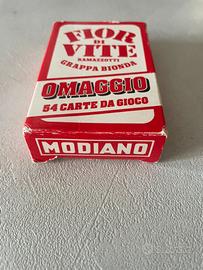 FIOR
DI
VITE
RAMAZZOTTI
GRAPPA BIONDA
OMAGGIO
54 CARTE DA GIOCO
MODIANO